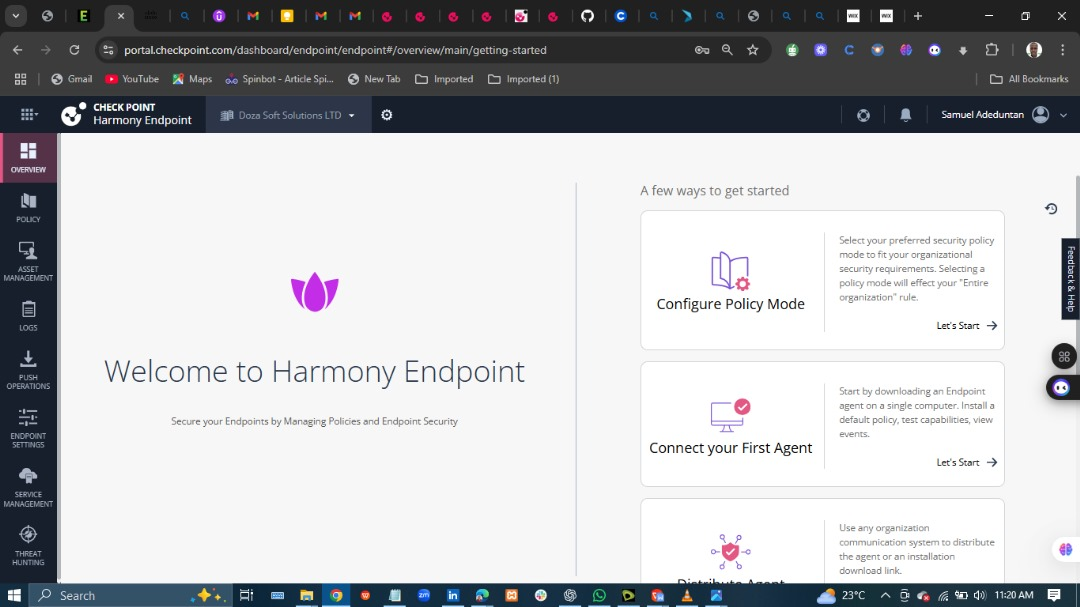 portal.checkpoint.com/dashboard/endpoint/endpoint#/overview/main/getting-started
Gmail
YouTube
Maps
Spinbot - Article Spi...
New Tab
Imported
Imported (1)
All Bookmarks
CHECK POINT
Harmony Endpoint
Doza Soft Solutions LTD
Samuel Adeduntan
OVERVIEW
POLICY
ASSET
MANAGEMENT
LOGS
PUSH
OPERATIONS
ENDPOINT
SETTINGS
SERVICE
MANAGEMENT
THREAT
HUNTING
Welcome to Harmony Endpoint
Secure your Endpoints by Managing Policies and Endpoint Security
A few ways to get started
Configure Policy Mode
Select your preferred security policy
mode to fit your organizational
security requirements. Selecting a
policy mode will effect your "Entire
organization" rule.
Let's Start
Connect your First Agent
Start by downloading an Endpoint
agent on a single computer. Install a
default policy, test capabilities, view
events.
Let's Start
Distribute Agent
Use any organization
communication system to distribute
the agent or an installation
download link.
Feedback & Help
Search
23°C
11:20 AM